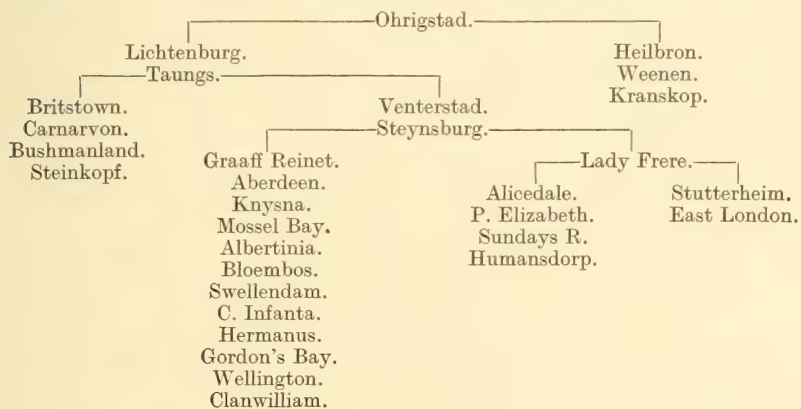 Ohrigstad.
Lichtenburg.
Taungs.
Heilbron.
Weenen.
Kranskop.
Britstown.
Carnarvon.
Bushmanland.
Steinkopf.
Venterstad.
Steynsburg.
Graaff Reinet.
Aberdeen.
Knysna.
Mossel Bay.
Albertinia.
Bloembos.
Swellendam.
C. Infanta.
Hermanus.
Gordon's Bay.
Wellington.
Clanwilliam.
Lady Frere.
Alicedale.
P. Elizabeth.
Sundays R.
Humansdorp.
Stutterheim.
East London.